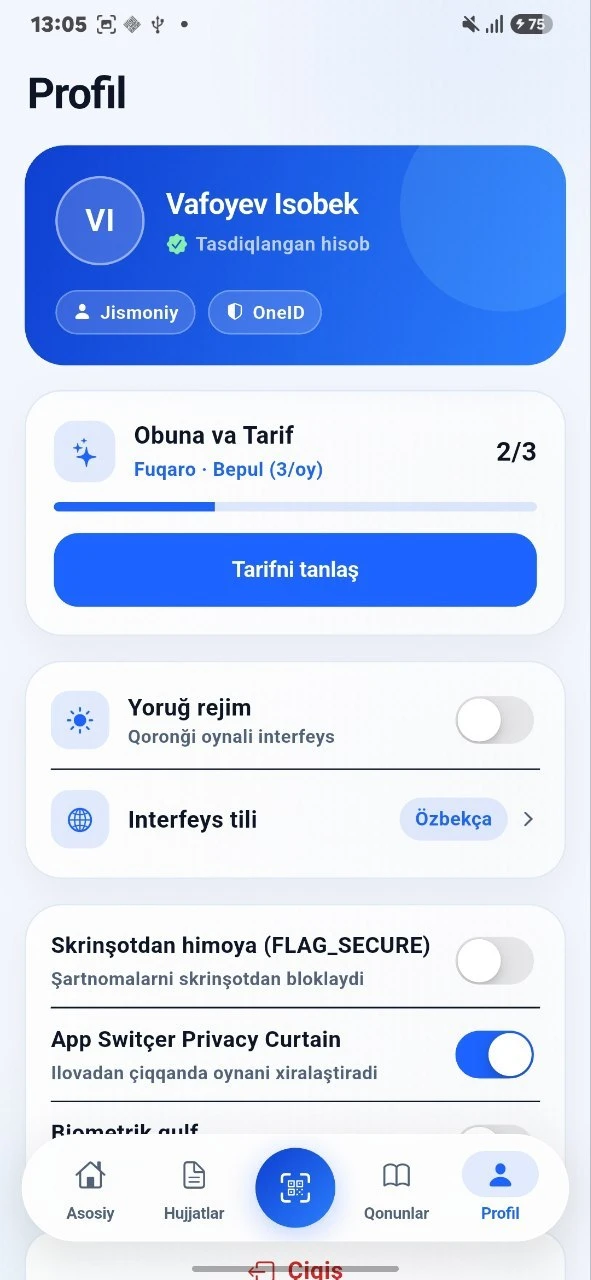 13:05
75
Profil
VI
Vafoyev Isobek
Tasdiqlangan hisob
Jismoniy
OneID
Obuna va Tarif
Fuqaro · Bepul (3/oy)
2/3
Tarifni tanlaş
Yoruğ rejim
Qoronği oynali interfeys
Interfeys tili
Özbekça
Skrinşotdan himoya (FLAG_SECURE)
Şartnomalarni skrinşotdan bloklaydi
App Switçer Privacy Curtain
Ilovadan çiqqanda oynani xiralaştiradi
Biometrik qulf
Asosiy
Hujjatlar
Qonunlar
Profil
Çiqiş